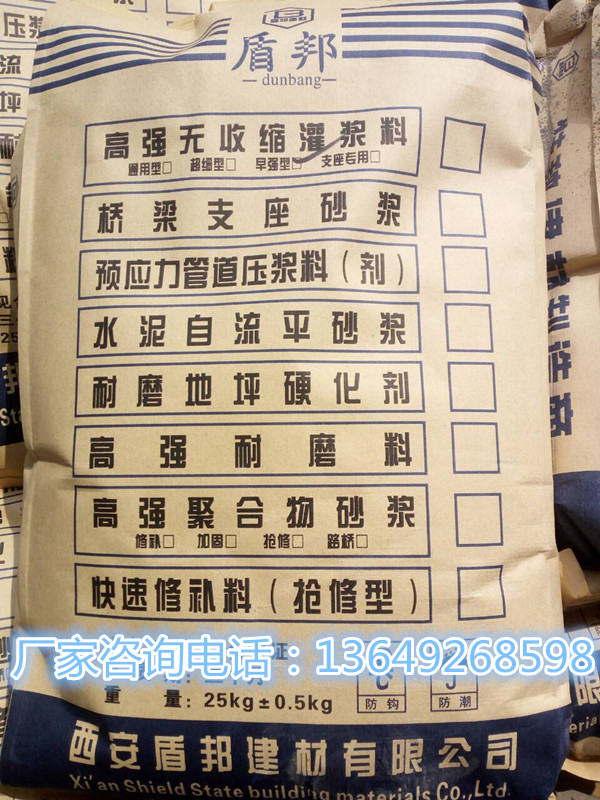 盾邦
dunbang
高强无收缩灌浆料
通用型□ 超细型□ 早强型□ 支座专用□
桥梁支座砂浆
预应力管道压浆料（剂）
水泥自流平砂浆
耐磨地坪硬化剂
高强耐磨料
高强聚合物砂浆
修补□ 加固□ 抢修□ 路桥□
快速修补料（抢修型）
厂家咨询电话：13649268598
重 量：25kg±0.5kg
防钩 防潮
西安盾邦建材有限公司
Xi'an Shield State building materials Co.,Ltd.